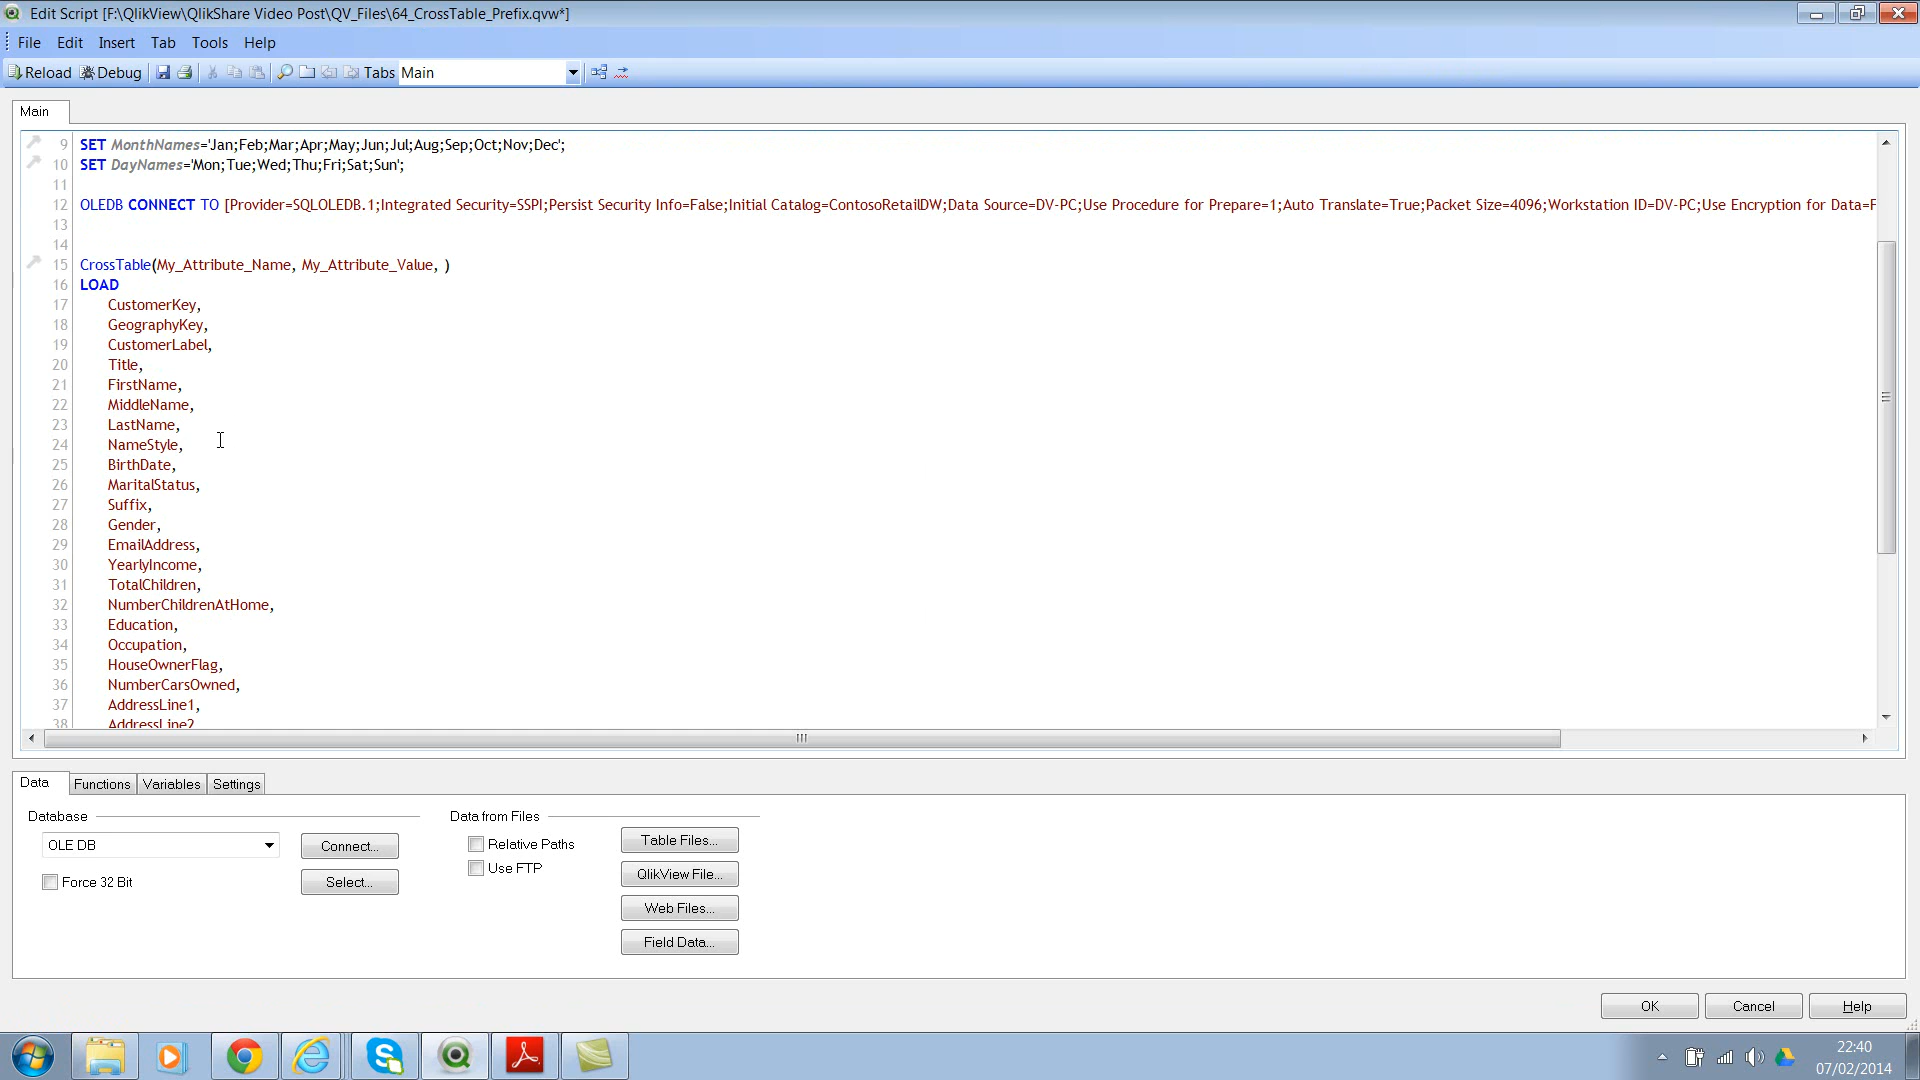 Edit Script [F:\QlikView\QlikShare Video Post\QV_Files\64_CrossTable_Prefix.qvw*]
File Edit Insert Tab Tools Help
Reload Debug Tabs Main
Main
9 SET MonthNames='Jan;Feb;Mar;Apr;May;Jun;Jul;Aug;Sep;Oct;Nov;Dec';
10 SET DayNames='Mon;Tue;Wed;Thu;Fri;Sat;Sun';
11
12 OLEDB CONNECT TO [Provider=SQLOLEDB.1;Integrated Security=SSPI;Persist Security Info=False;Initial Catalog=ContosoRetailDW;Data Source=DV-PC;Use Procedure for Prepare=1;Auto Translate=True;Packet Size=4096;Workstation ID=DV-PC;Use Encryption for Data=F
13
14
15 CrossTable(My_Attribute_Name, My_Attribute_Value, )
16 LOAD
17 CustomerKey,
18 GeographyKey,
19 CustomerLabel,
20 Title,
21 FirstName,
22 MiddleName,
23 LastName,
24 NameStyle,
25 BirthDate,
26 MaritalStatus,
27 Suffix,
28 Gender,
29 EmailAddress,
30 YearlyIncome,
31 TotalChildren,
32 NumberChildrenAtHome,
33 Education,
34 Occupation,
35 HouseOwnerFlag,
36 NumberCarsOwned,
37 AddressLine1,
38 AddressLine2
Data Functions Variables Settings
Database Data from Files
OLE DB Connect... Relative Paths Table Files...
Force 32 Bit Select... Use FTP QlikView File...
Web Files...
Field Data...
OK Cancel Help
22:40
07/02/2014